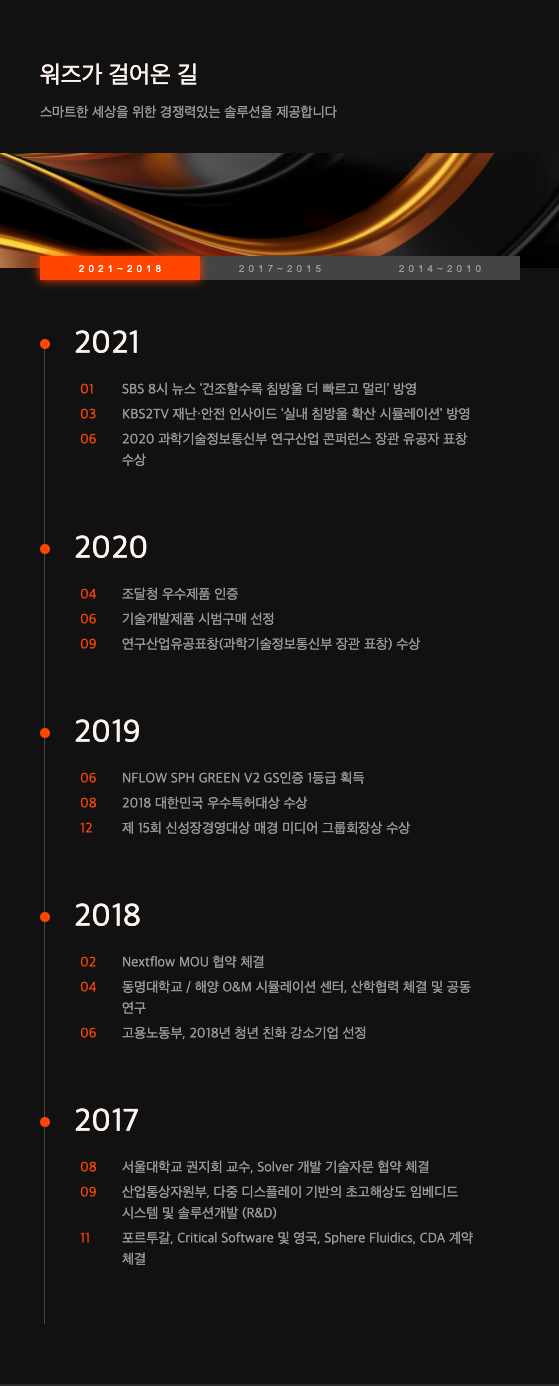 워즈가 걸어온 길
스마트한 세상을 위한 경쟁력있는 솔루션을 제공합니다
2021~2018 2017~2015 2014~2010
2021
01 SBS 8시 뉴스 ‘건조할수록 침방울 더 빠르고 멀리’ 방영
03 KBS2TV 재난·안전 인사이드 ‘실내 침방울 확산 시뮬레이션’ 방영
06 2020 과학기술정보통신부 연구산업 콘퍼런스 장관 유공자 표창
수상
2020
04 조달청 우수제품 인증
06 기술개발제품 시범구매 선정
09 연구산업유공표창(과학기술정보통신부 장관 표창) 수상
2019
06 NFLOW SPH GREEN V2 GS인증 1등급 획득
08 2018 대한민국 우수특허대상 수상
12 제 15회 신성장경영대상 매경 미디어 그룹회장상 수상
2018
02 Nextflow MOU 협약 체결
04 동명대학교 / 해양 O&M 시뮬레이션 센터, 산학협력 체결 및 공동
연구
06 고용노동부, 2018년 청년 친화 강소기업 선정
2017
08 서울대학교 권지회 교수, Solver 개발 기술자문 협약 체결
09 산업통상자원부, 다중 디스플레이 기반의 초고해상도 임베디드
시스템 및 솔루션개발 (R&D)
11 포르투갈, Critical Software 및 영국, Sphere Fluidics, CDA 계약
체결